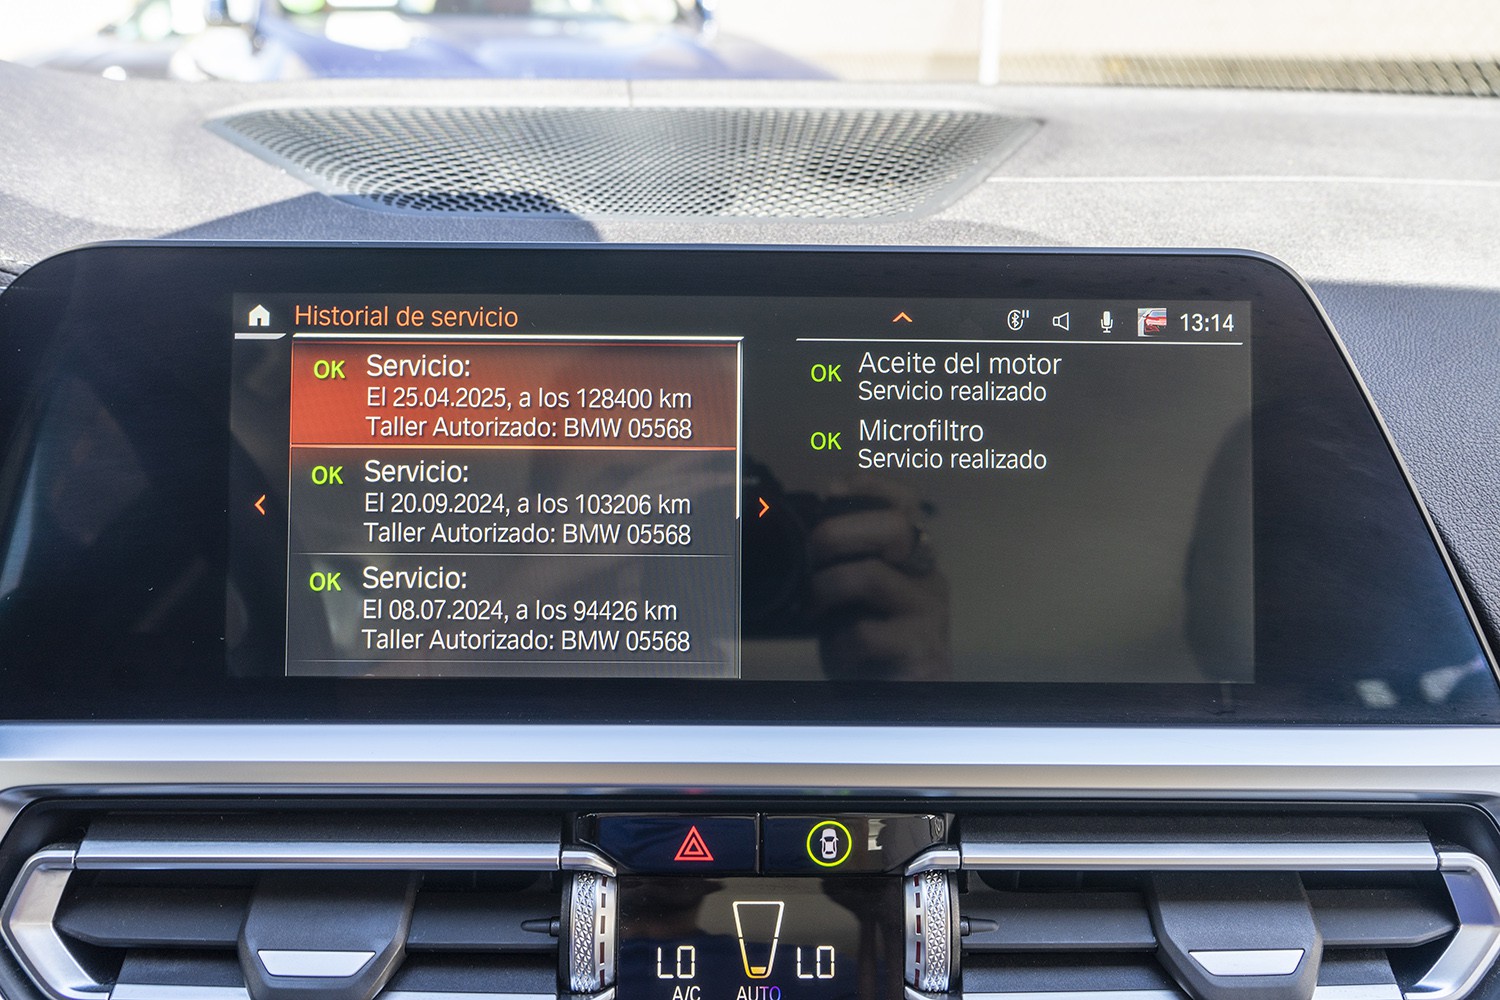 Historial de servicio
13:14
OK Servicio:
El 25.04.2025, a los 128400 km
Taller Autorizado: BMW 05568
OK Servicio:
El 20.09.2024, a los 103206 km
Taller Autorizado: BMW 05568
OK Servicio:
El 08.07.2024, a los 94426 km
Taller Autorizado: BMW 05568
OK Aceite del motor
Servicio realizado
OK Microfiltro
Servicio realizado
LO LO
A/C AUTO